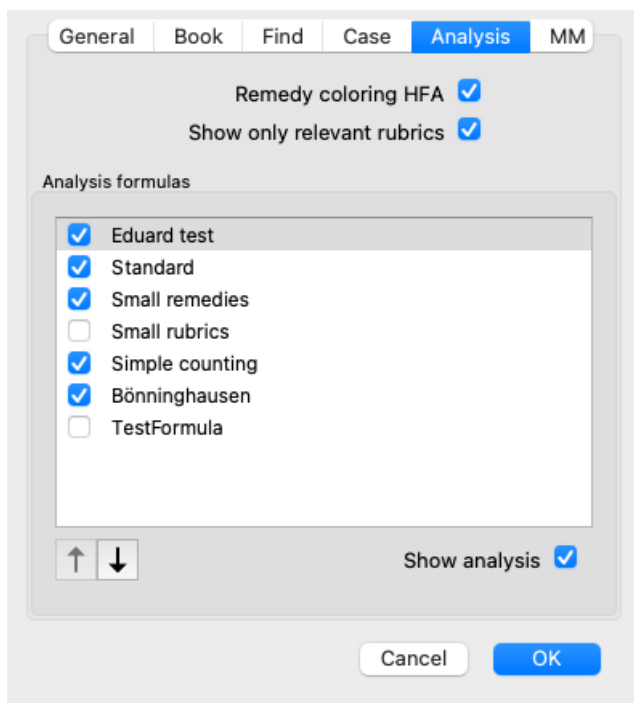 General Book Find Case Analysis MM
Remedy coloring HFA
Show only relevant rubrics
Analysis formulas
Eduard test
Standard
Small remedies
Small rubrics
Simple counting
Bönninghausen
TestFormula
Show analysis
Cancel OK